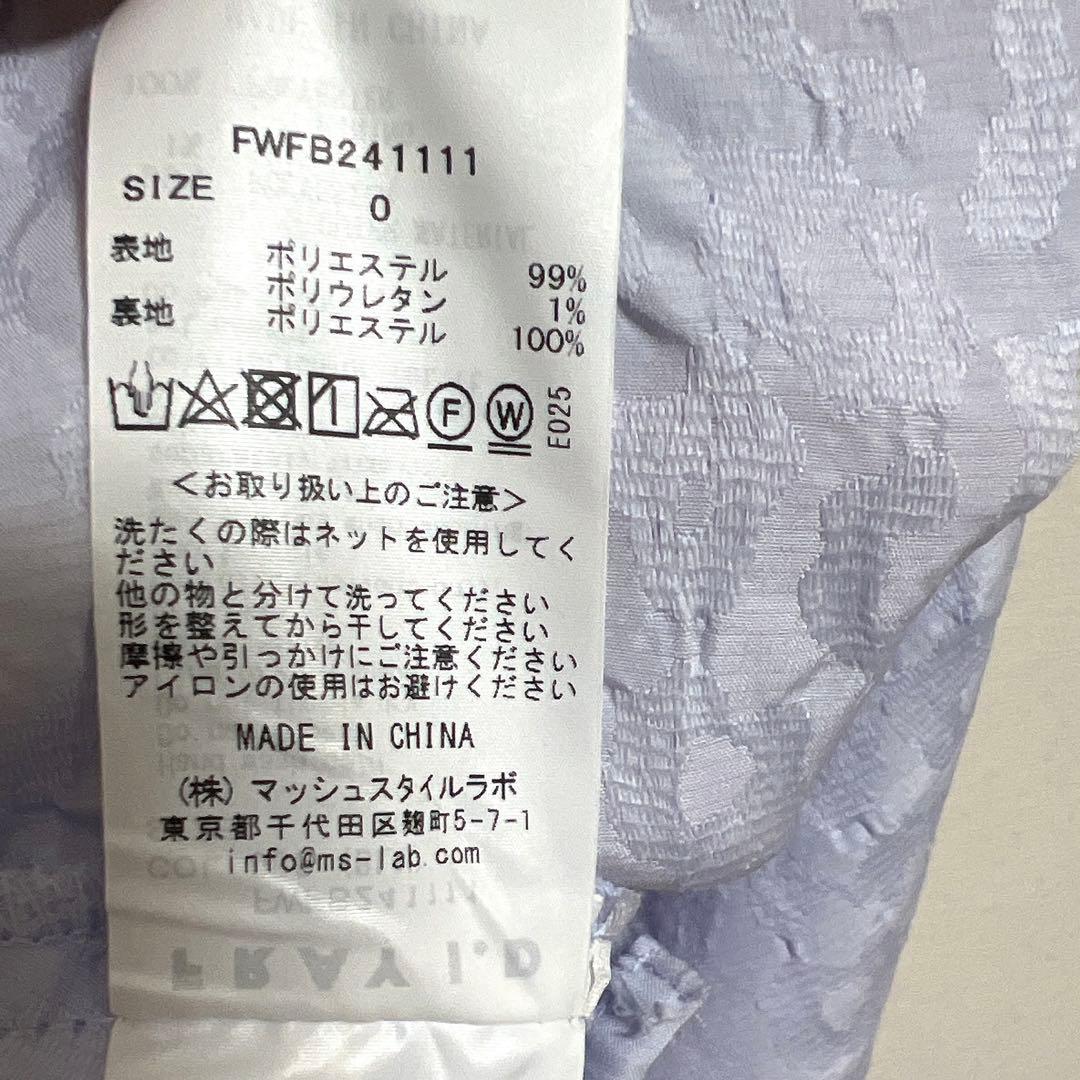 FWFB241111
SIZE 0
表地 ポリエステル 99%
ポリウレタン 1%
裏地 ポリエステル 100%
F W E025
<お取り扱い上のご注意>
洗たくの際はネットを使用してく
ださい
他の物と分けて洗ってください
形を整えてから干してください
摩擦や引っかけにご注意ください
アイロンの使用はお避けください
MADE IN CHINA
(株)マッシュスタイルラボ
東京都千代田区麹町5-7-1
info@ms-lab.com
FWFB241111
FRAY I.D